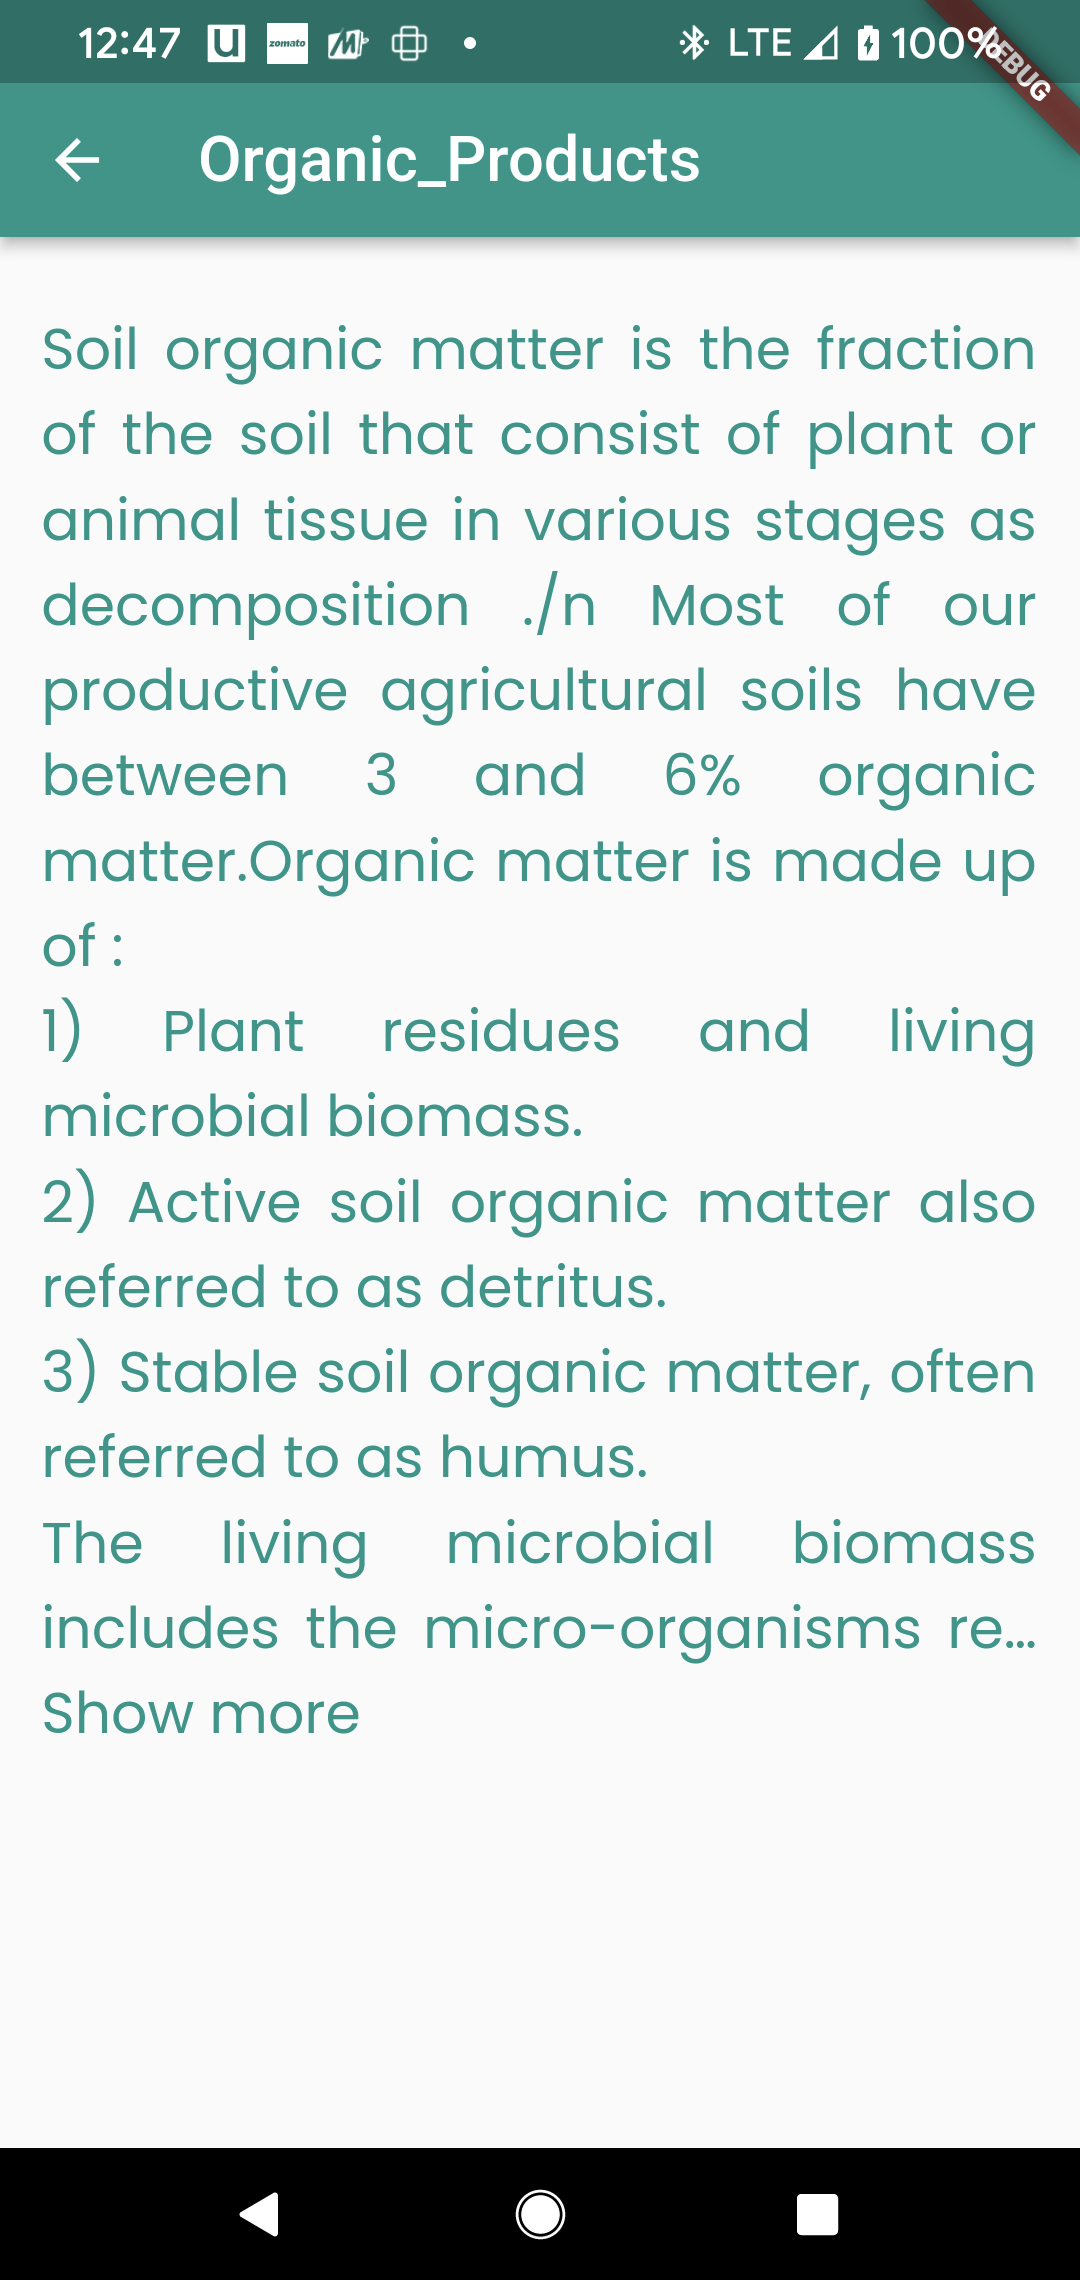 12:47 U zomato LTE 100%
DEBUG
Organic_Products
Soil organic matter is the fraction
of the soil that consist of plant or
animal tissue in various stages as
decomposition ./n Most of our
productive agricultural soils have
between 3 and 6% organic
matter.Organic matter is made up
of :
1) Plant residues and living
microbial biomass.
2) Active soil organic matter also
referred to as detritus.
3) Stable soil organic matter, often
referred to as humus.
The living microbial biomass
includes the micro-organisms re...
Show more